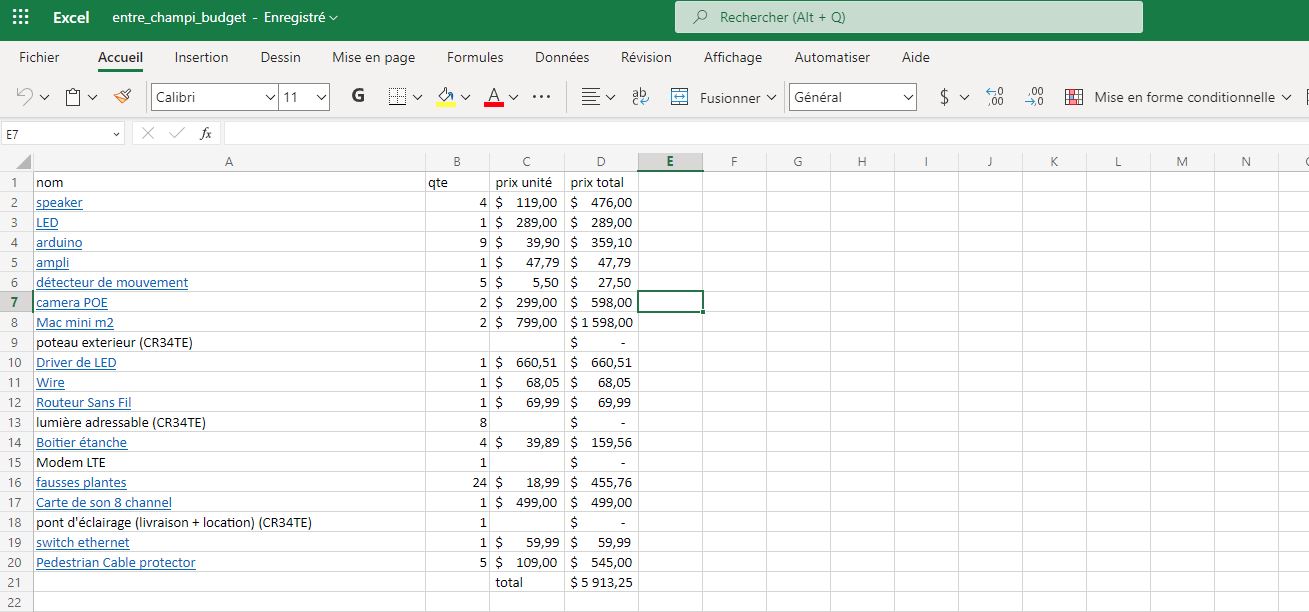 Excel entre_champi_budget - Enregistré Rechercher (Alt + Q)
Fichier Accueil Insertion Dessin Mise en page Formules Données Révision Affichage Automatiser Aide
Calibri 11 G A ab c Fusionner Général $ ,00 ,00 Mise en forme conditionnelle
E7 fx
A B C D E F G H I J K L M N
1 nom qte prix unité prix total
2 speaker 4 $ 119,00 $ 476,00
3 LED 1 $ 289,00 $ 289,00
4 arduino 9 $ 39,90 $ 359,10
5 ampli 1 $ 47,79 $ 47,79
6 détecteur de mouvement 5 $ 5,50 $ 27,50
7 camera POE 2 $ 299,00 $ 598,00
8 Mac mini m2 2 $ 799,00 $ 1 598,00
9 poteau exterieur (CR34TE) $ -
10 Driver de LED 1 $ 660,51 $ 660,51
11 Wire 1 $ 68,05 $ 68,05
12 Routeur Sans Fil 1 $ 69,99 $ 69,99
13 lumière adressable (CR34TE) 8 $ -
14 Boitier étanche 4 $ 39,89 $ 159,56
15 Modem LTE 1 $ -
16 fausses plantes 24 $ 18,99 $ 455,76
17 Carte de son 8 channel 1 $ 499,00 $ 499,00
18 pont d'éclairage (livraison + location) (CR34TE) 1 $ -
19 switch ethernet 1 $ 59,99 $ 59,99
20 Pedestrian Cable protector 5 $ 109,00 $ 545,00
21 total $ 5 913,25
22